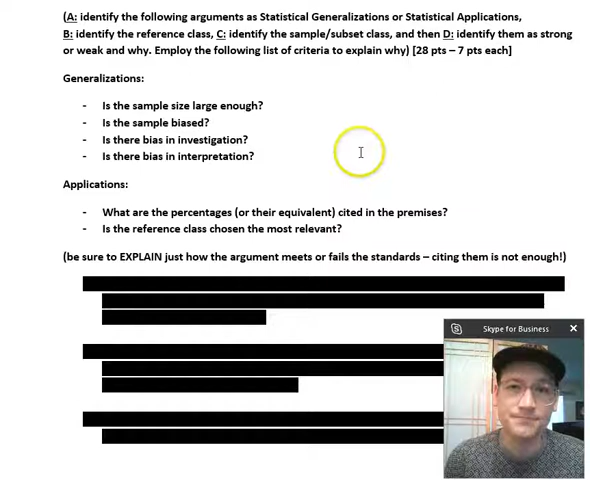 (A: identify the following arguments as Statistical Generalizations or Statistical Applications,
B: identify the reference class, C: identify the sample/subset class, and then D: identify them as strong
or weak and why. Employ the following list of criteria to explain why) [28 pts – 7 pts each]
Generalizations:
- Is the sample size large enough?
- Is the sample biased?
- Is there bias in investigation?
- Is there bias in interpretation?
Applications:
- What are the percentages (or their equivalent) cited in the premises?
- Is the reference class chosen the most relevant?
(be sure to EXPLAIN just how the argument meets or fails the standards – citing them is not enough!)
Skype for Business